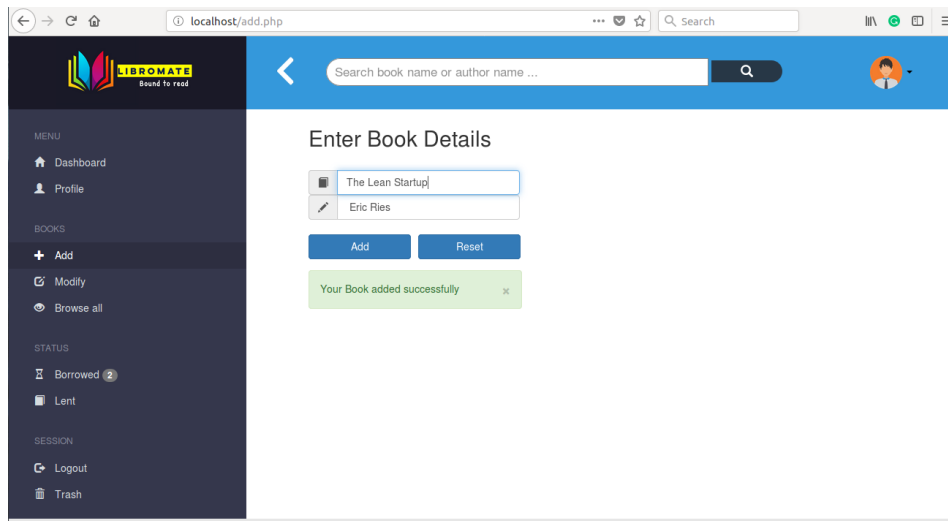 localhost/add.php
Search
LIBROMATE
Bound to read
Search book name or author name ...
MENU
Dashboard
Profile
BOOKS
Add
Modify
Browse all
STATUS
Borrowed 2
Lent
SESSION
Logout
Trash
Enter Book Details
The Lean Startup
Eric Ries
Add Reset
Your Book added successfully ×